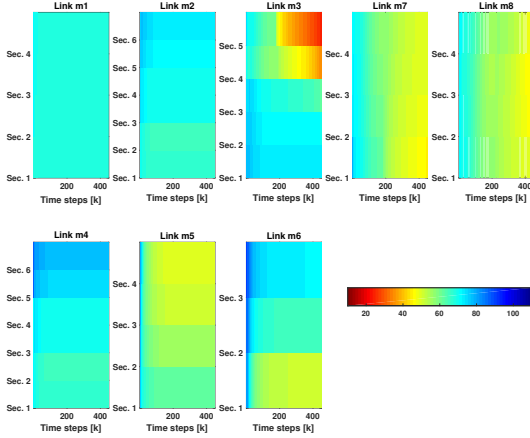 Link m1
Sec. 4
Sec. 3
Sec. 2
Sec. 1
200 400
Time steps [k]
Link m2
Sec. 6
Sec. 5
Sec. 4
Sec. 3
Sec. 2
Sec. 1
200 400
Time steps [k]
Link m3
Sec. 5
Sec. 4
Sec. 3
Sec. 2
Sec. 1
200 400
Time steps [k]
Link m7
Sec. 4
Sec. 3
Sec. 2
Sec. 1
200 400
Time steps [k]
Link m8
Sec. 4
Sec. 3
Sec. 2
Sec. 1
200 400
Time steps [k]
Link m4
Sec. 6
Sec. 5
Sec. 4
Sec. 3
Sec. 2
Sec. 1
200 400
Time steps [k]
Link m5
Sec. 4
Sec. 3
Sec. 2
Sec. 1
200 400
Time steps [k]
Link m6
Sec. 3
Sec. 2
Sec. 1
200 400
Time steps [k]
20 40 60 80 100